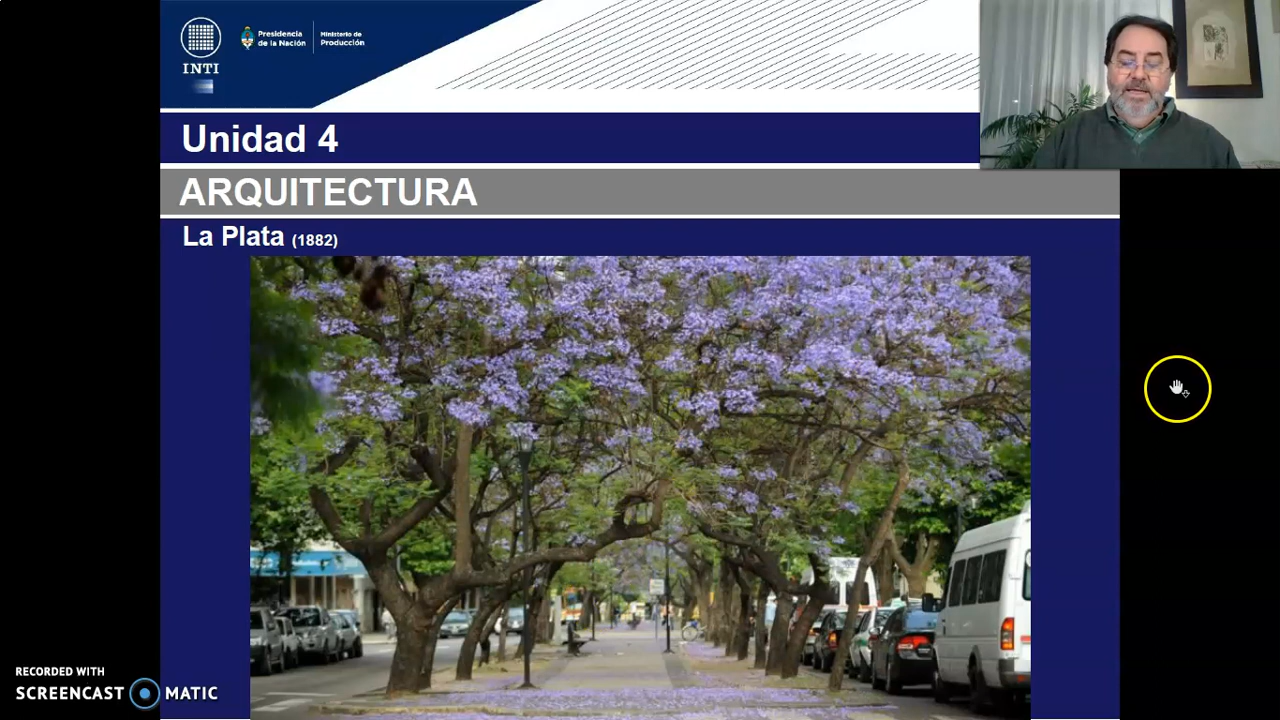 INTI
Presidencia
de la Nación
Ministerio de
Producción
Unidad 4
ARQUITECTURA
La Plata (1882)
RECORDED WITH
SCREENCAST MATIC